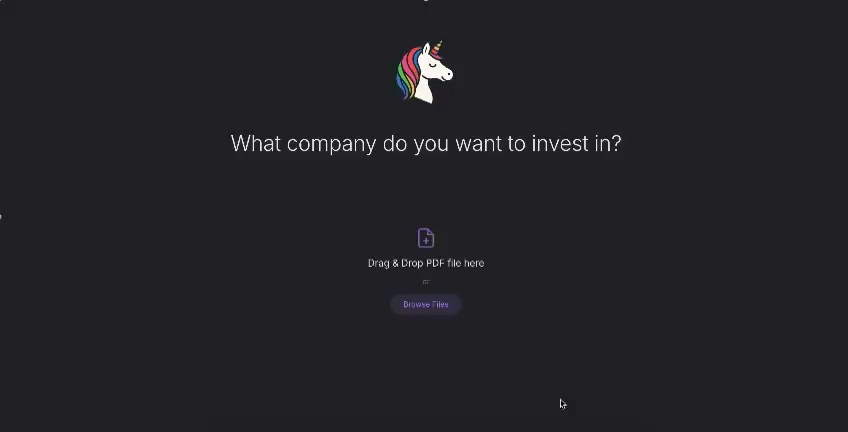 What company do you want to invest in?
Drag & Drop PDF file here
or
Browse Files